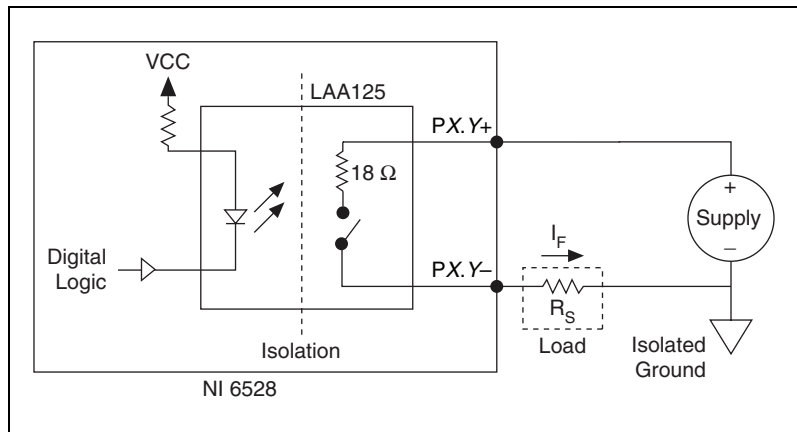 VCC
LAA125
PX.Y+
18 Ω
+
Supply
–
Digital
Logic
I_F
PX.Y–
R_S
Load
Isolation
Isolated
Ground
NI 6528